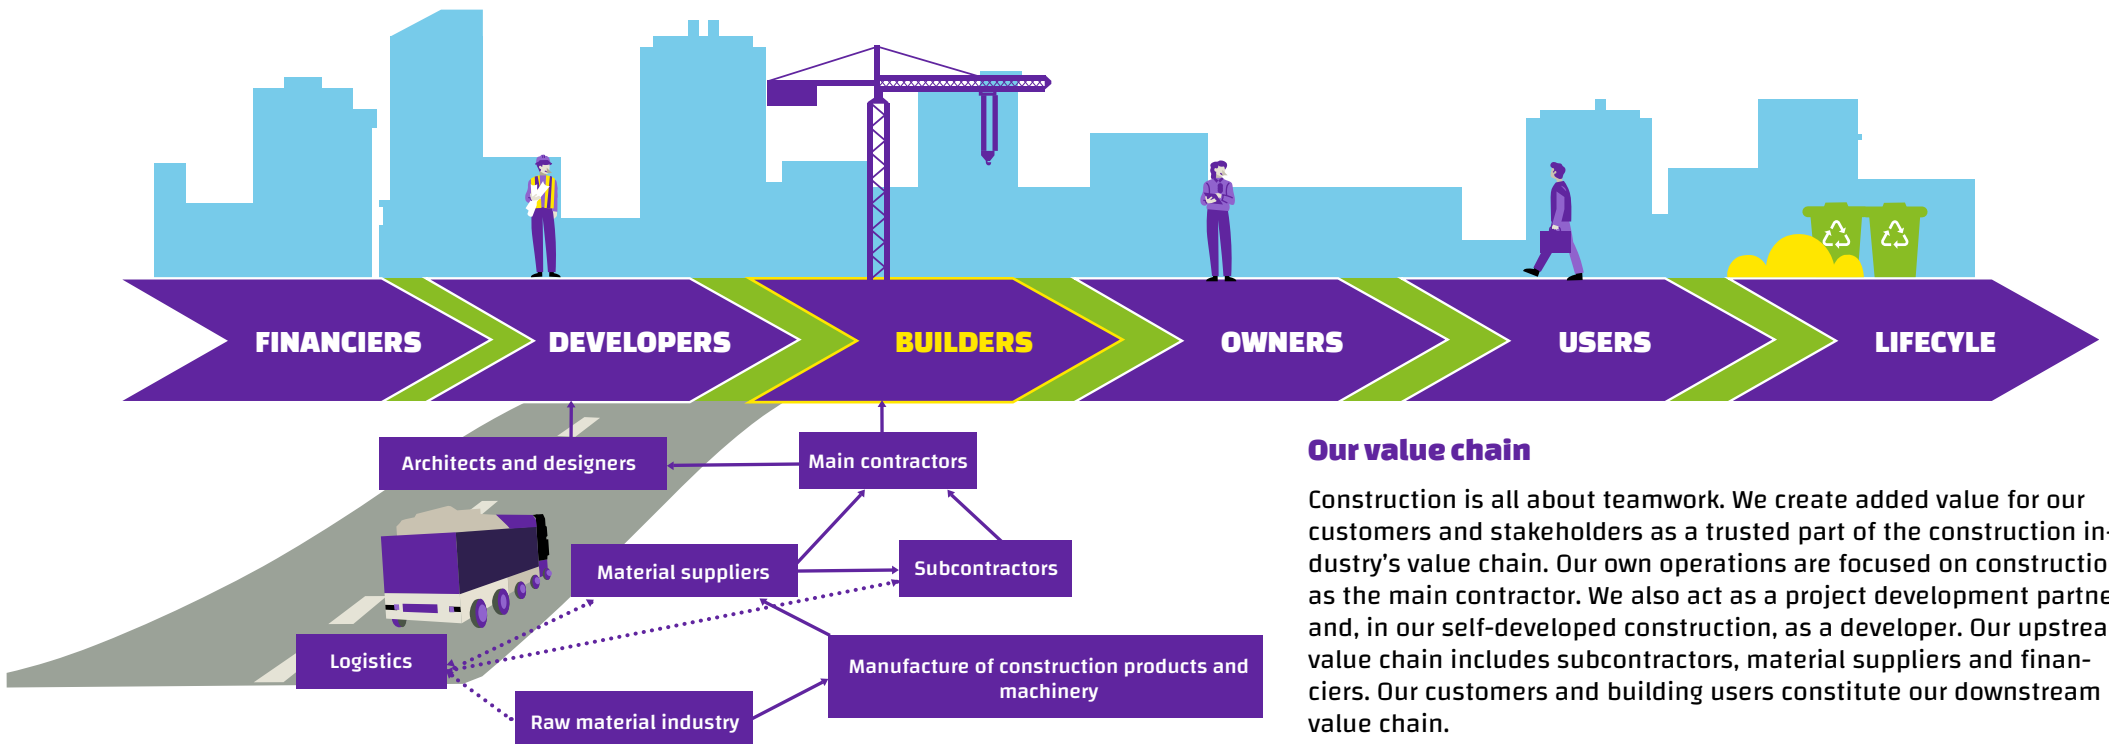 FINANCIERS
DEVELOPERS
BUILDERS
OWNERS
USERS
LIFECYLE
Architects and designers
Main contractors
Material suppliers
Subcontractors
Logistics
Manufacture of construction products and
machinery
Raw material industry
Our value chain
Construction is all about teamwork. We create added value for our
customers and stakeholders as a trusted part of the construction in-
dustry's value chain. Our own operations are focused on constructio
as the main contractor. We also act as a project development partne
and, in our self-developed construction, as a developer. Our upstrea
value chain includes subcontractors, material suppliers and finan-
ciers. Our customers and building users constitute our downstream
value chain.